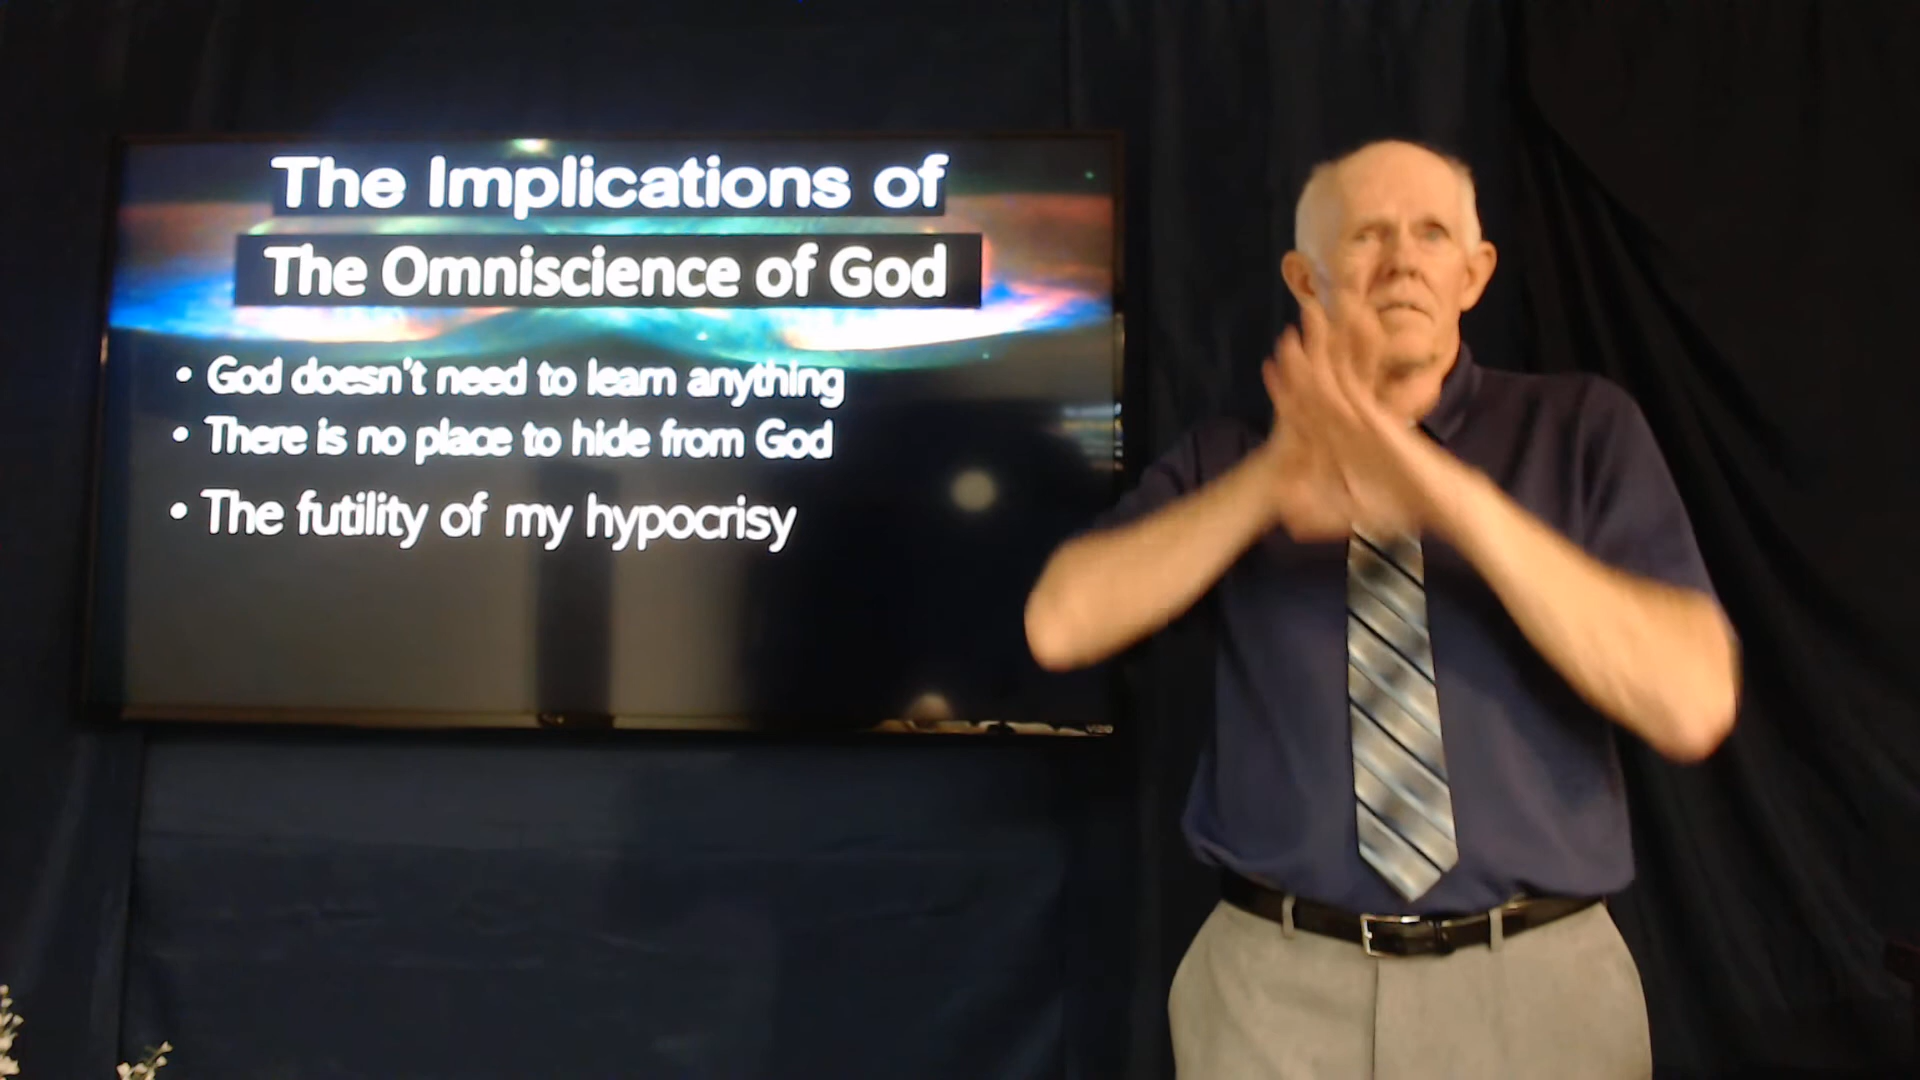 The Implications of
The Omniscience of God
• God doesn't need to learn anything
• There is no place to hide from God
• The futility of my hypocrisy
VIZIO